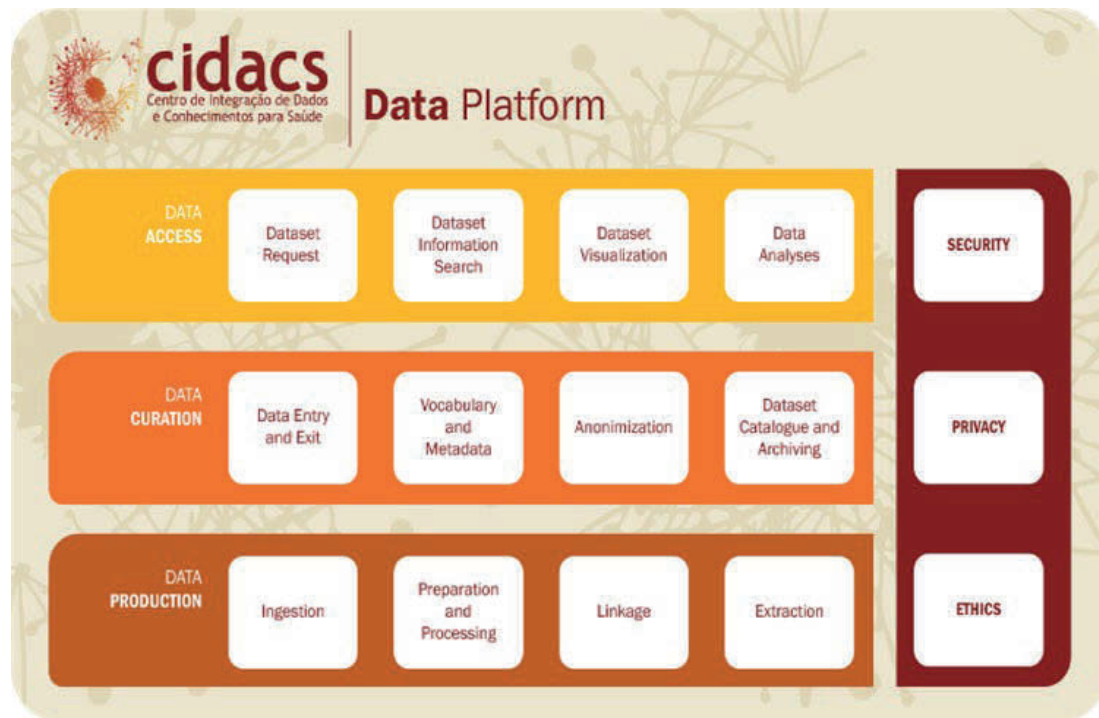 cidacs
Centro de Integração de Dados
e Conhecimentos para Saúde
Data Platform
DATA
ACCESS
Dataset
Request
Dataset
Information
Search
Dataset
Visualization
Data
Analyses
SECURITY
DATA
CURATION
Data Entry
and Exit
Vocabulary
and
Metadata
Anonimization
Dataset
Catalogue and
Archiving
PRIVACY
DATA
PRODUCTION
Ingestion
Preparation
and
Processing
Linkage
Extraction
ETHICS